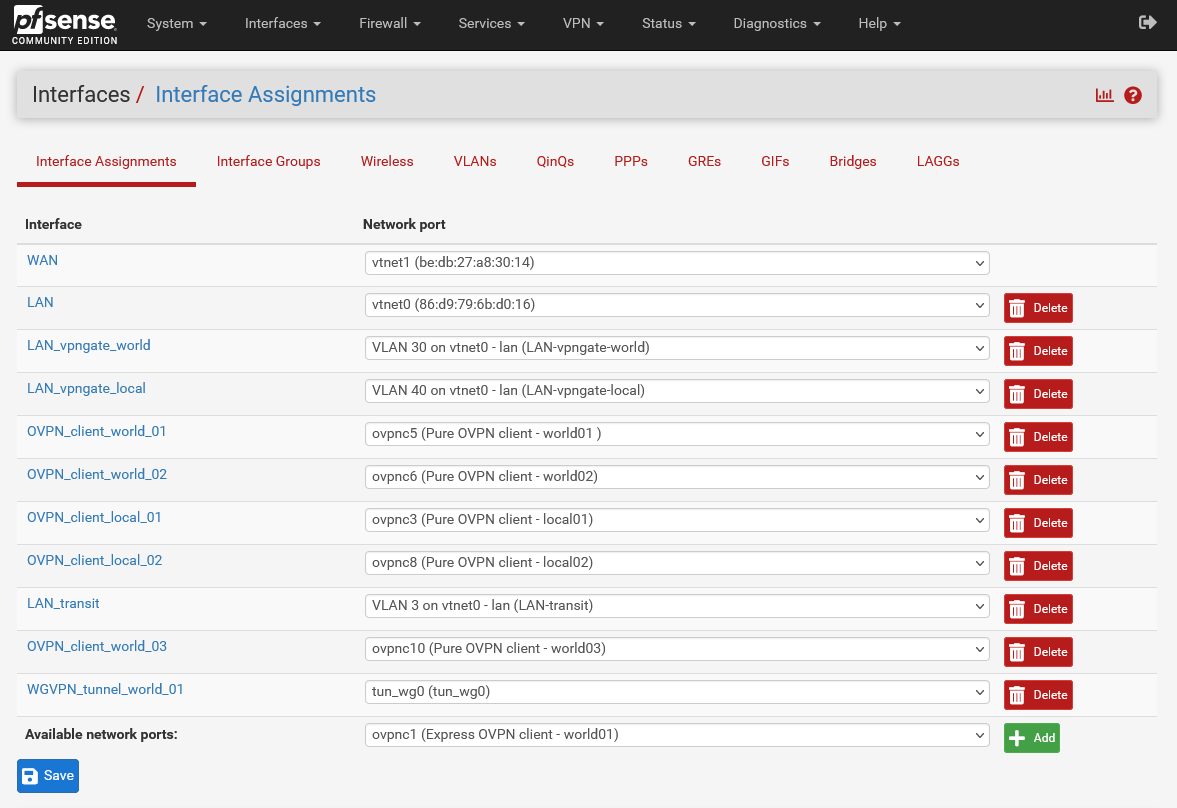 pfsense
COMMUNITY EDITION
System
Interfaces
Firewall
Services
VPN
Status
Diagnostics
Help
Interfaces / Interface Assignments
Interface Assignments
Interface Groups
Wireless
VLANs
QinQs
PPPs
GREs
GIFs
Bridges
LAGGs
Interface
Network port
WAN
vtnet1 (be:db:27:a8:30:14)
LAN
vtnet0 (86:d9:79:6b:d0:16)
Delete
LAN_vpngate_world
VLAN 30 on vtnet0 - lan (LAN-vpngate-world)
Delete
LAN_vpngate_local
VLAN 40 on vtnet0 - lan (LAN-vpngate-local)
Delete
OVPN_client_world_01
ovpnc5 (Pure OVPN client - world01 )
Delete
OVPN_client_world_02
ovpnc6 (Pure OVPN client - world02)
Delete
OVPN_client_local_01
ovpnc3 (Pure OVPN client - local01)
Delete
OVPN_client_local_02
ovpnc8 (Pure OVPN client - local02)
Delete
LAN_transit
VLAN 3 on vtnet0 - lan (LAN-transit)
Delete
OVPN_client_world_03
ovpnc10 (Pure OVPN client - world03)
Delete
WGVPN_tunnel_world_01
tun_wg0 (tun_wg0)
Delete
Available network ports:
ovpnc1 (Express OVPN client - world01)
Add
Save